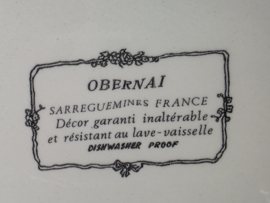 OBERNAI
SARREGUEMINES FRANCE
Décor garanti inaltérable
et résistant au lave-vaisselle
DISHWASHER PROOF